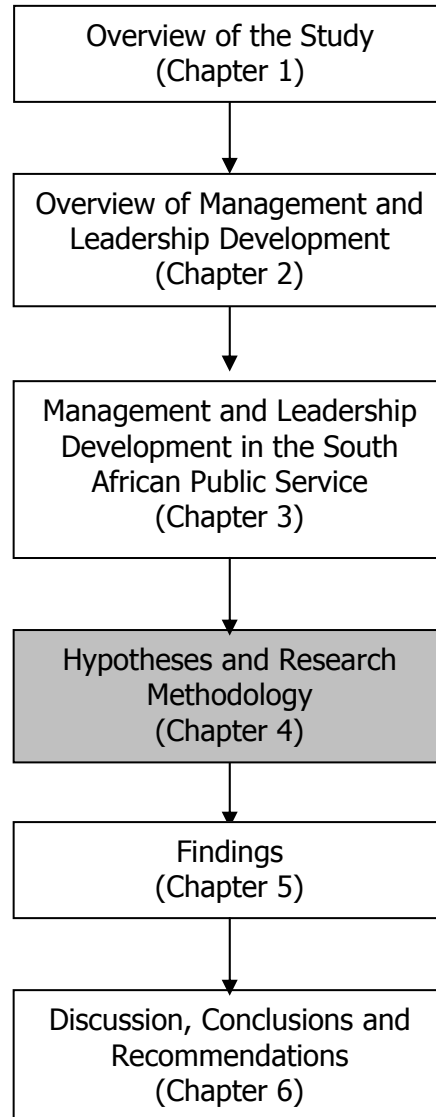 Overview of the Study
(Chapter 1)
Overview of Management and
Leadership Development
(Chapter 2)
Management and Leadership
Development in the South
African Public Service
(Chapter 3)
Hypotheses and Research
Methodology
(Chapter 4)
Findings
(Chapter 5)
Discussion, Conclusions and
Recommendations
(Chapter 6)